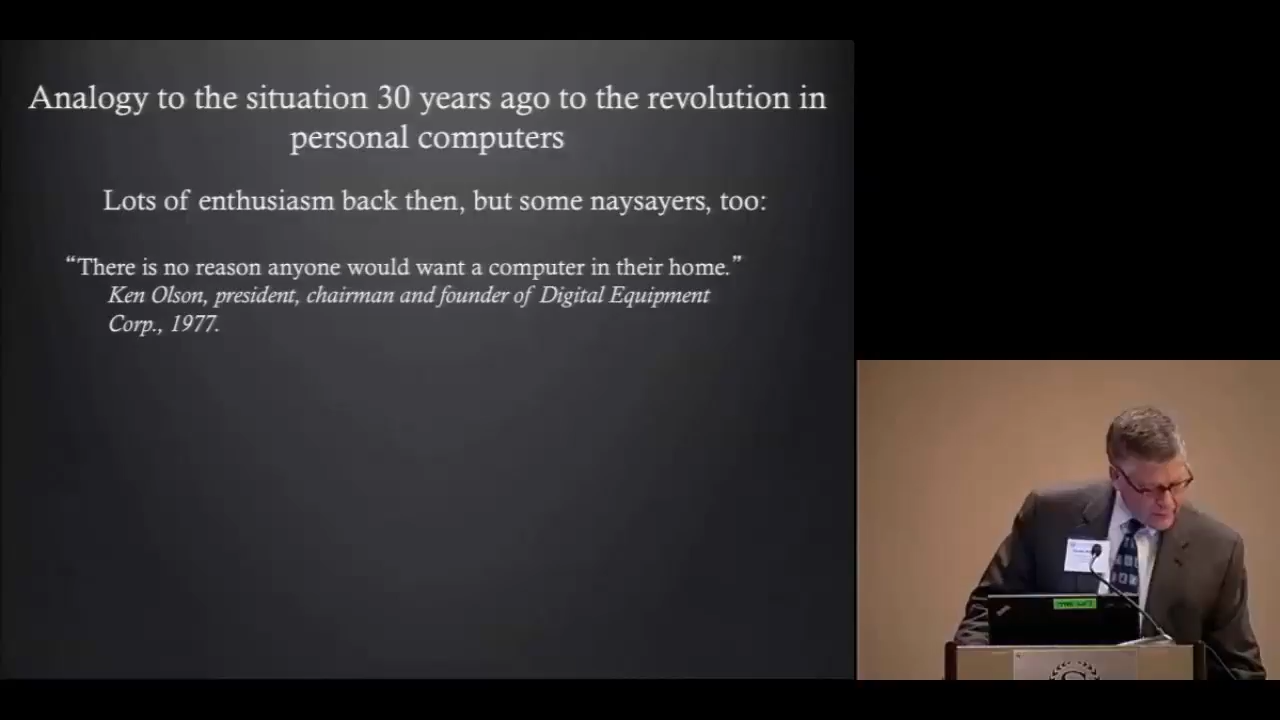 Analogy to the situation 30 years ago to the revolution in
personal computers
Lots of enthusiasm back then, but some naysayers, too:
“There is no reason anyone would want a computer in their home.”
Ken Olson, president, chairman and founder of Digital Equipment
Corp., 1977.